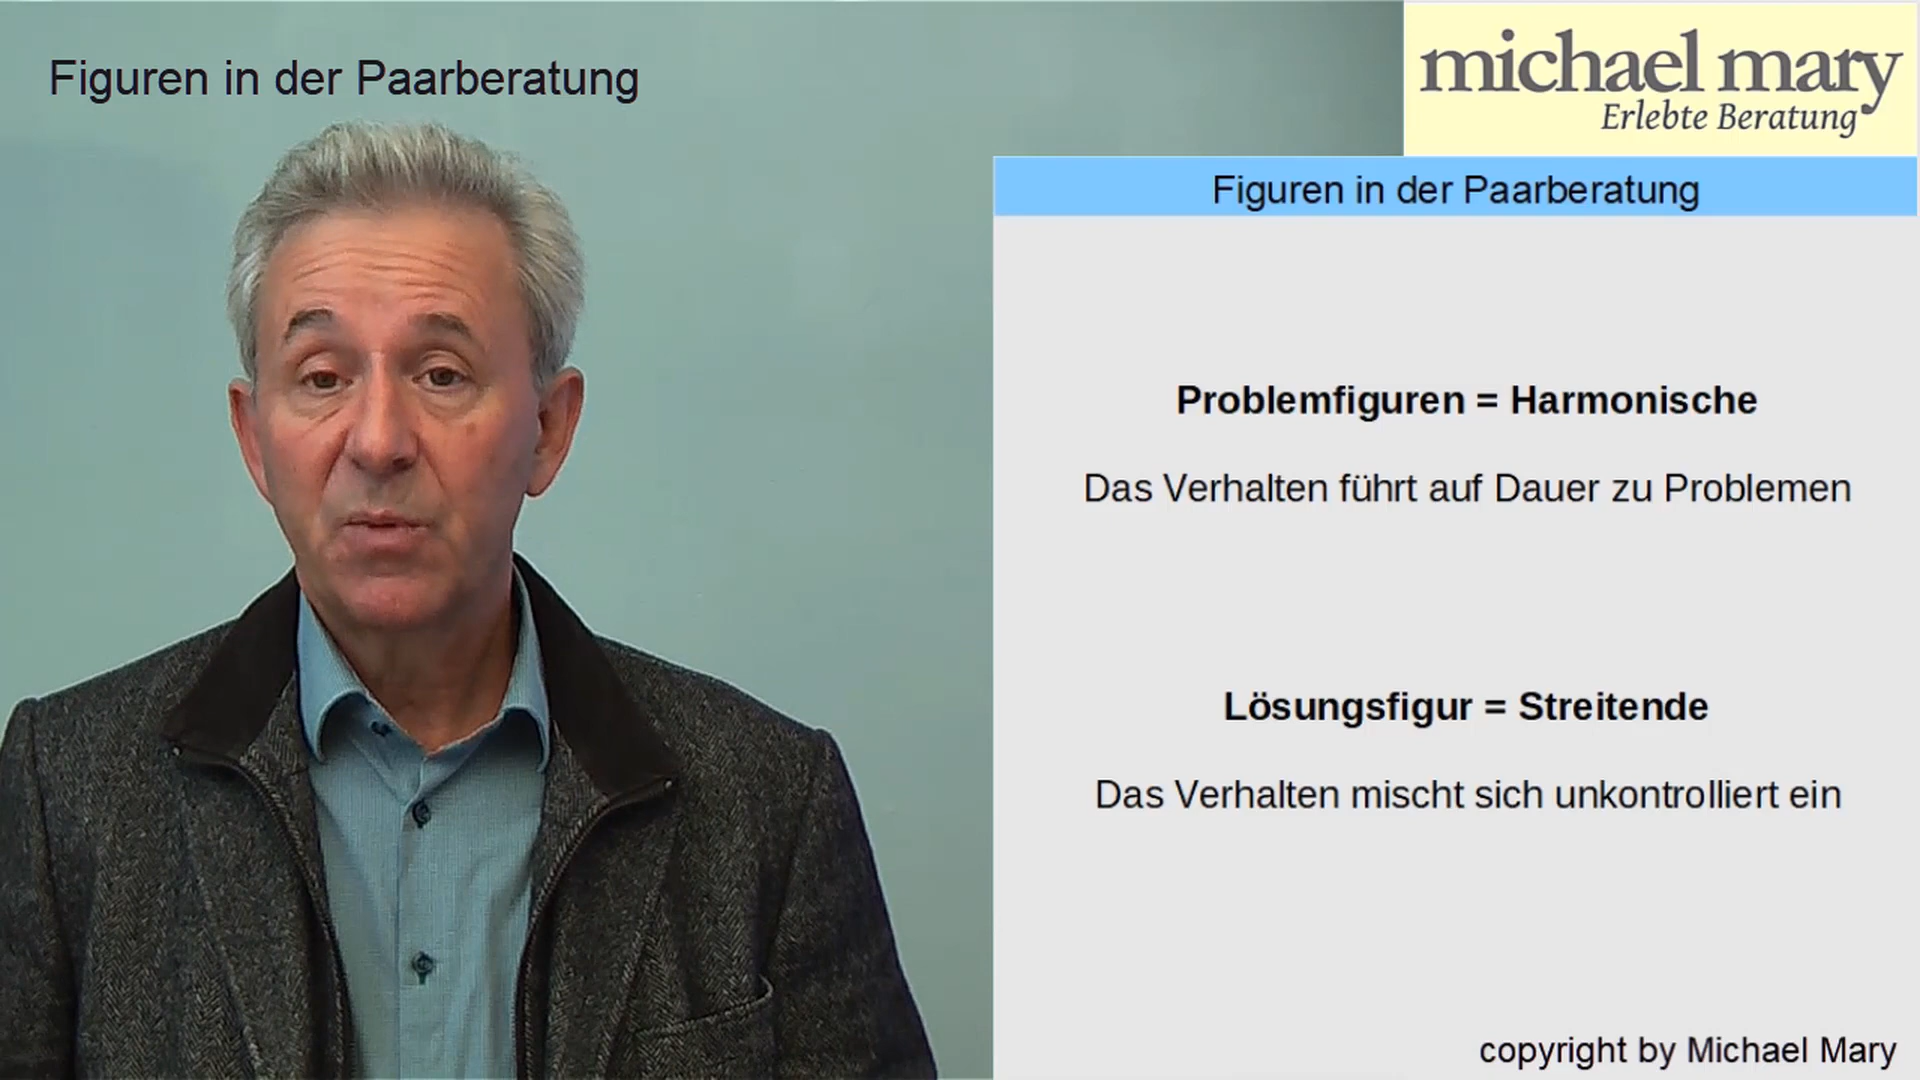 Figuren in der Paarberatung
michael mary
Erlebte Beratung
Figuren in der Paarberatung
Problemfiguren = Harmonische
Das Verhalten führt auf Dauer zu Problemen
Lösungsfigur = Streitende
Das Verhalten mischt sich unkontrolliert ein
copyright by Michael Mary